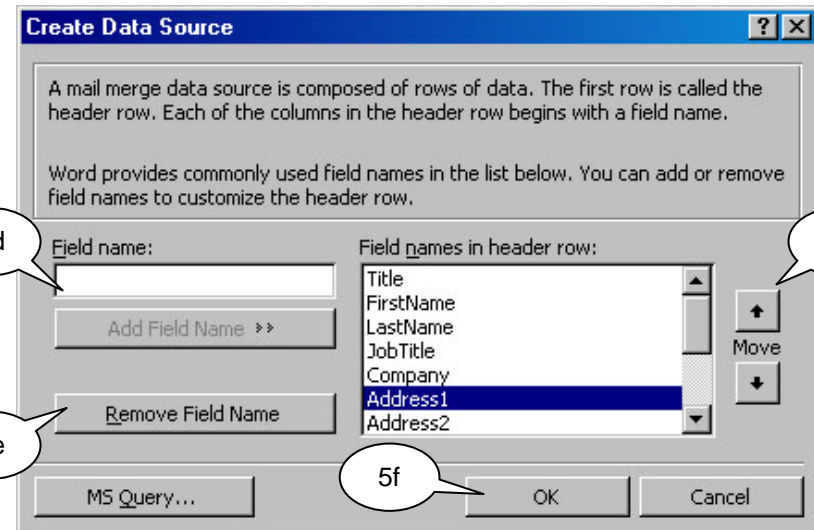 Create Data Source
A mail merge data source is composed of rows of data. The first row is called the
header row. Each of the columns in the header row begins with a field name.
Word provides commonly used field names in the list below. You can add or remove
field names to customize the header row.
Field name:
Add Field Name
Remove Field Name
Field names in header row:
Title
FirstName
LastName
JobTitle
Company
Address1
Address2
Move
5f
MS Query...
OK
Cancel